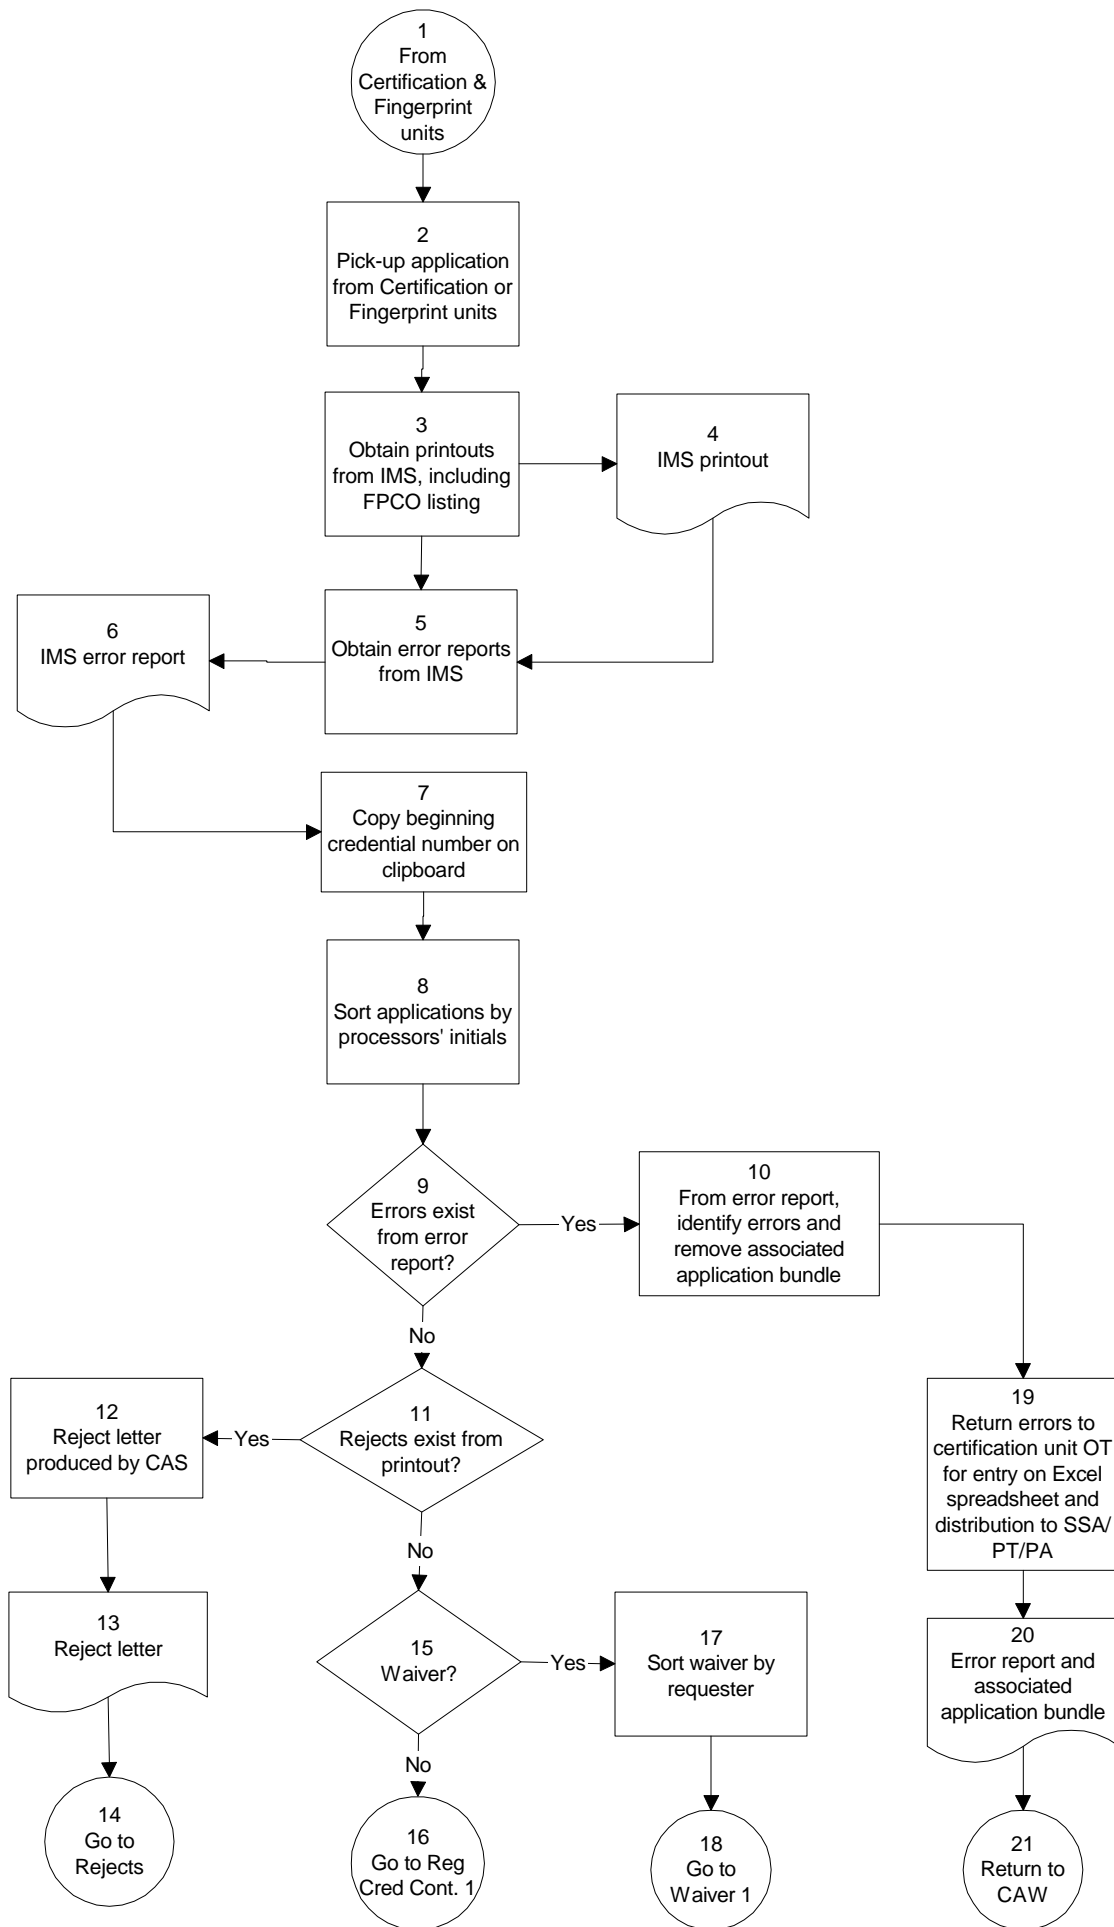 1
From
Certification &
Fingerprint
units
2
Pick-up application
from Certification or
Fingerprint units
3
Obtain printouts
from IMS, including
FPCO listing
4
IMS printout
5
Obtain error reports
from IMS
6
IMS error report
7
Copy beginning
credential number on
clipboard
8
Sort applications by
processors' initials
9
Errors exist
from error
report?
Yes
10
From error report,
identify errors and
remove associated
application bundle
No
11
Rejects exist from
printout?
Yes
12
Reject letter
produced by CAS
13
Reject letter
14
Go to
Rejects
No
15
Waiver?
Yes
17
Sort waiver by
requester
No
16
Go to Reg
Cred Cont. 1
18
Go to
Waiver 1
19
Return errors to
certification unit OT
for entry on Excel
spreadsheet and
distribution to SSA/
PT/PA
20
Error report and
associated
application bundle
21
Return to
CAW